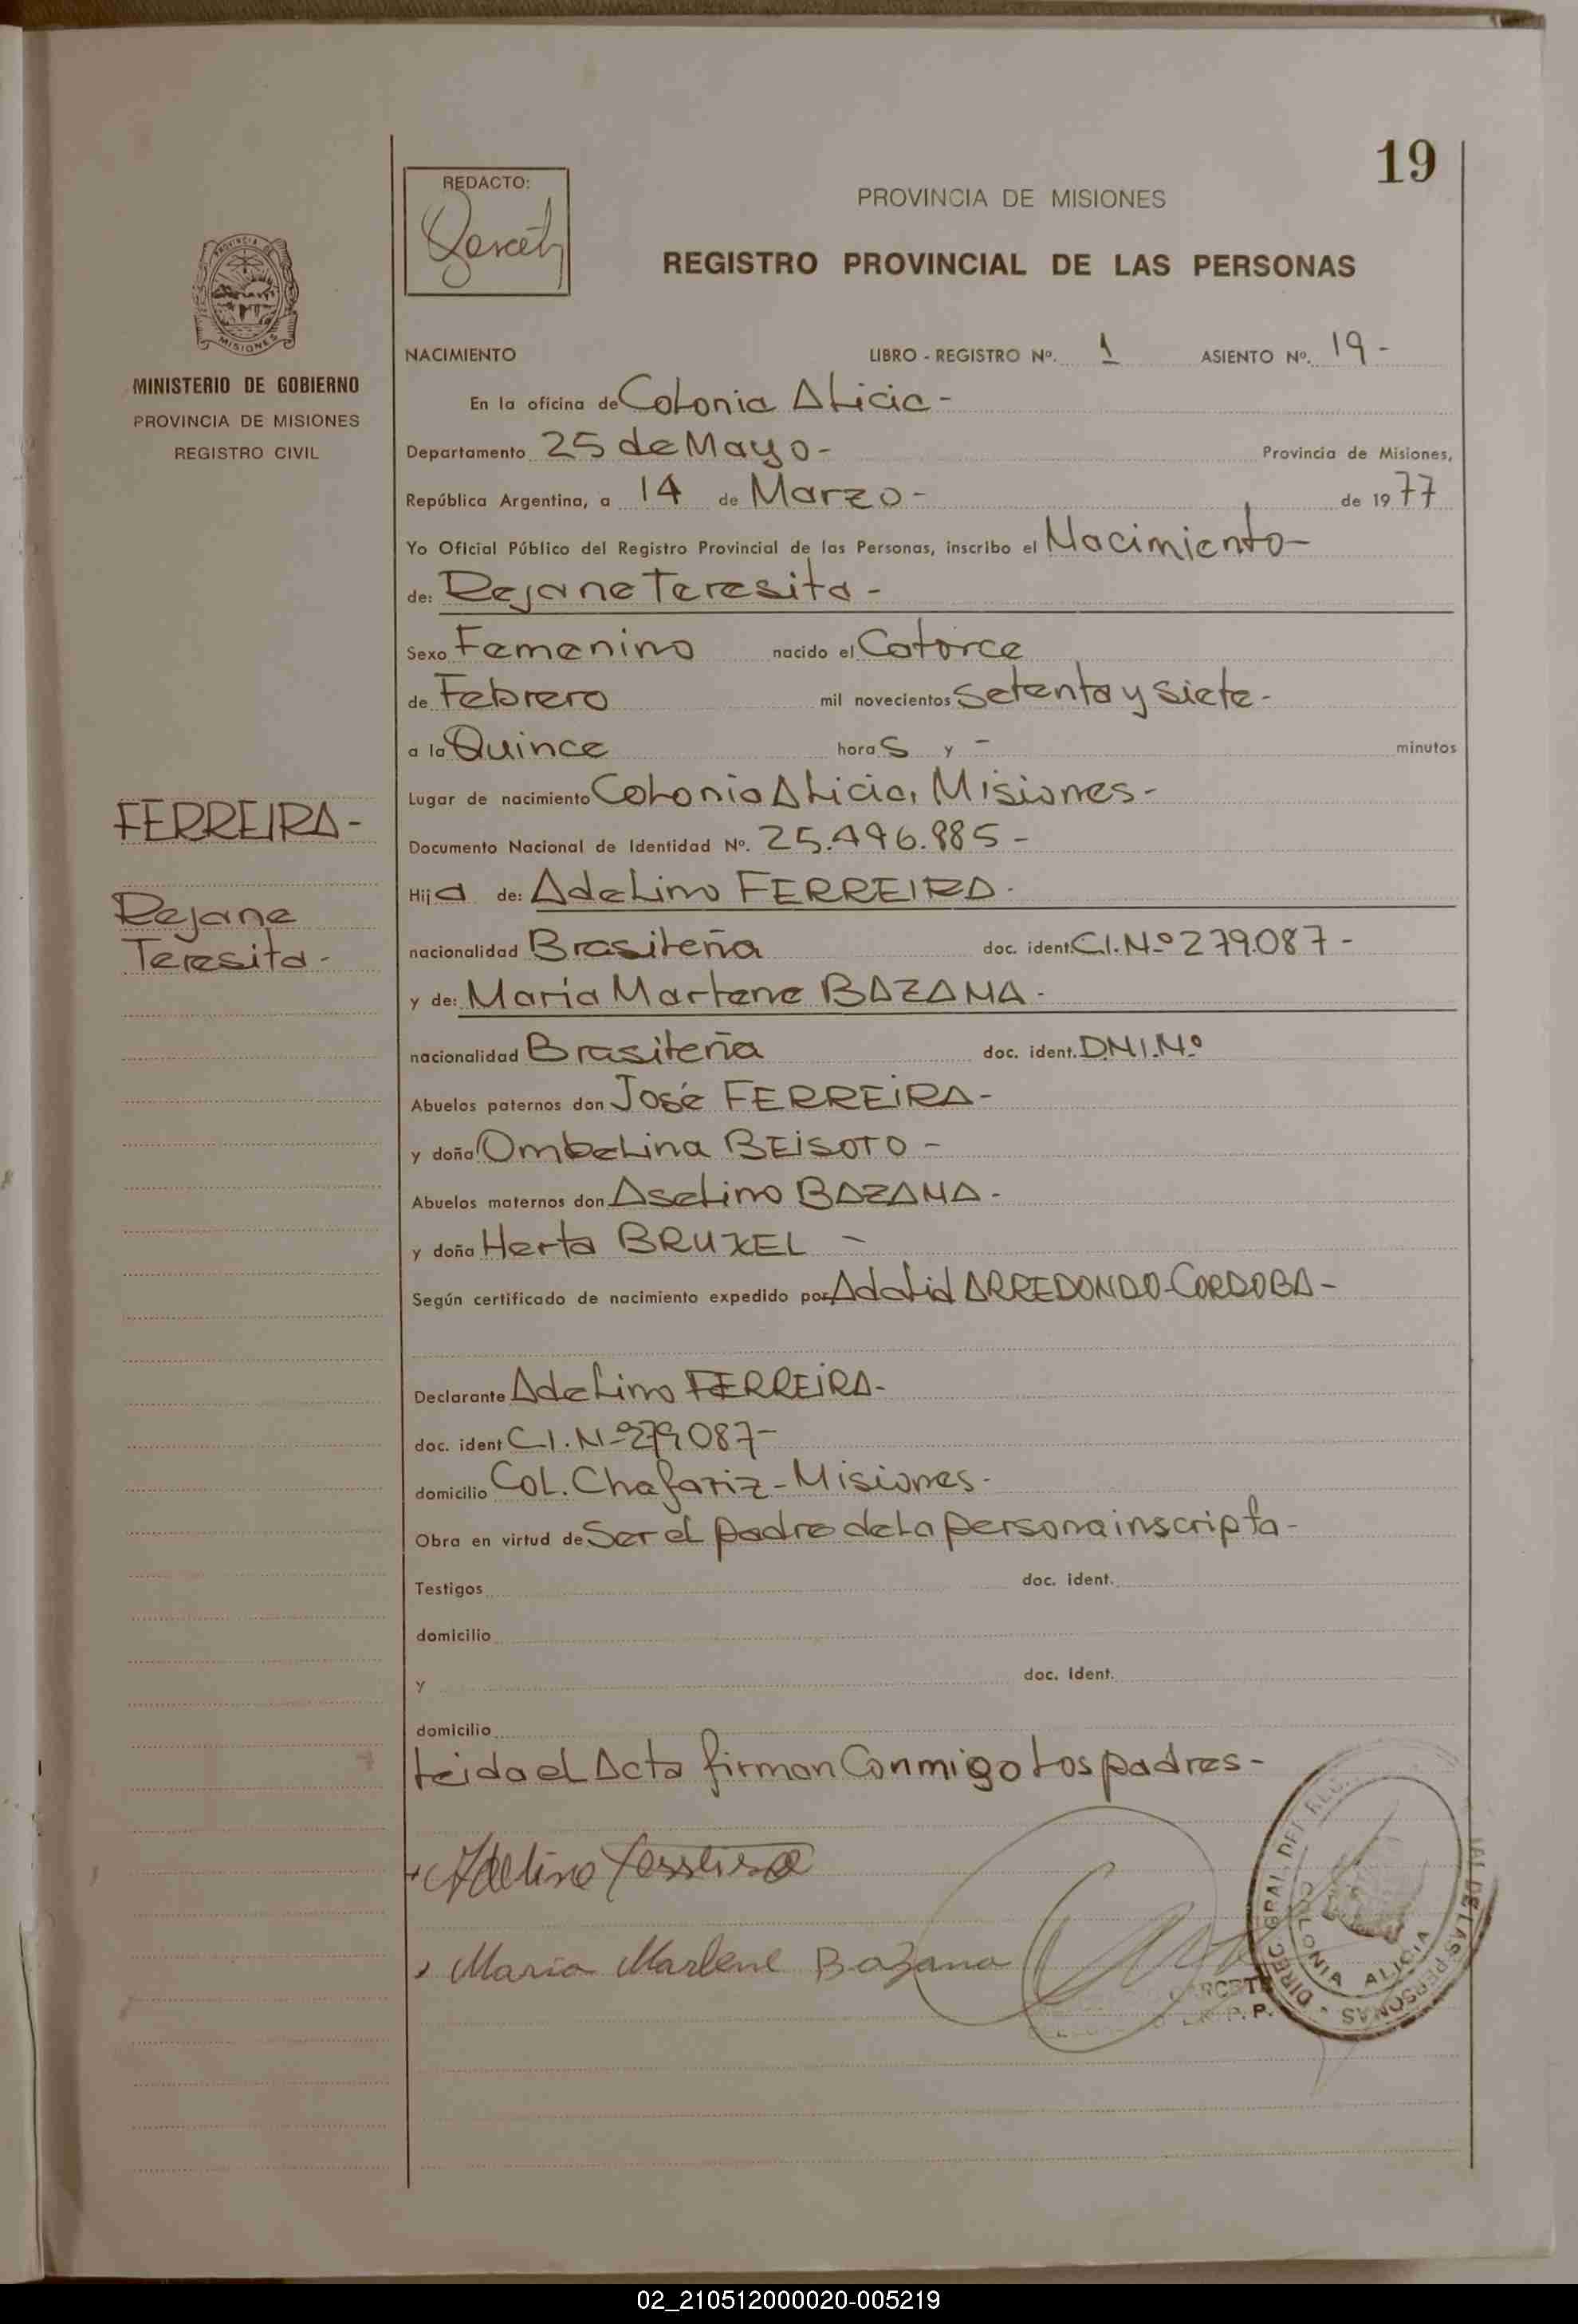 19
REDACTO:
PROVINCIA DE MISIONES
REGISTRO PROVINCIAL DE LAS PERSONAS
MINISTERIO DE GOBIERNO
PROVINCIA DE MISIONES
REGISTRO CIVIL
NACIMIENTO LIBRO - REGISTRO Nº. 1 ASIENTO Nº. 19 -
En la oficina de Colonia Alicia -
Departamento 25 de Mayo - Provincia de Misiones,
República Argentina, a 14 de Marzo - de 1977
Yo Oficial Público del Registro Provincial de las Personas, inscribo el Nacimiento -
de: Rejane Teresita -
Sexo Femenino nacido el Catorce
de Febrero mil novecientos Setenta y Siete -
a la Quince horas y - minutos
Lugar de nacimiento Colonia Alicia, Misiones -
FERREIRA -
Documento Nacional de Identidad Nº. 25.496.885 -
Hija de: Adelino FERREIRA.
Rejane
Teresita -
nacionalidad Brasileña doc. ident. C.I. Nº 279.087 -
y de: Maria Marlene BAZANA -
nacionalidad Brasileña doc. ident. D.N.I. Nº
Abuelos paternos don José FERREIRA -
y doña Ombelina BEISOTO -
Abuelos maternos don Aselino BAZANA -
y doña Herta BRUXEL -
Según certificado de nacimiento expedido por Adalid ARREDONDO-CORDOBA -
Declarante Adelino FERREIRA -
doc. ident C.I. Nº 279.087 -
domicilio Col. Chafariz - Misiones -
Obra en virtud de Ser el padre de la persona inscripta -
Testigos doc. ident.
domicilio
y doc. ident.
domicilio
Leida el Acta firman Conmigo Los padres -
Adelino Ferreira
Maria Marlene Bazana
COLONIA ALICIA
02_210512000020-005219